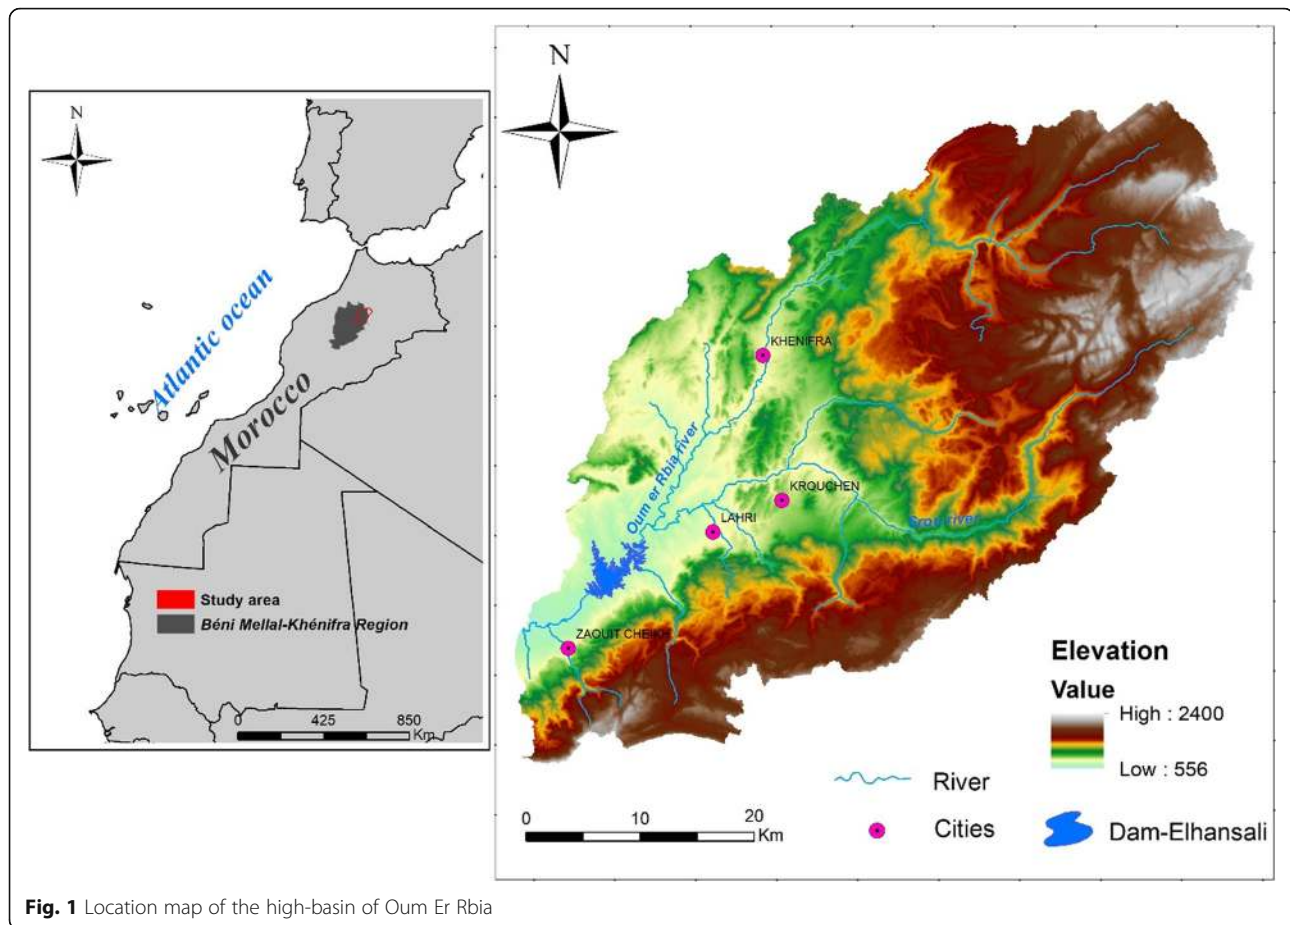 N
Atlantic ocean
Morocco
Study area
Béni Mellal-Khénifra Region
0 425 850
Km
N
KHENIFRA
Oum er Rbia river
KROUCHEN
LAHRI
river
ZAOUIT CHEIKH
Elevation
Value
High : 2400
Low : 556
River
Cities
Dam-Elhansali
0 10 20
Km
Fig. 1 Location map of the high-basin of Oum Er Rbia